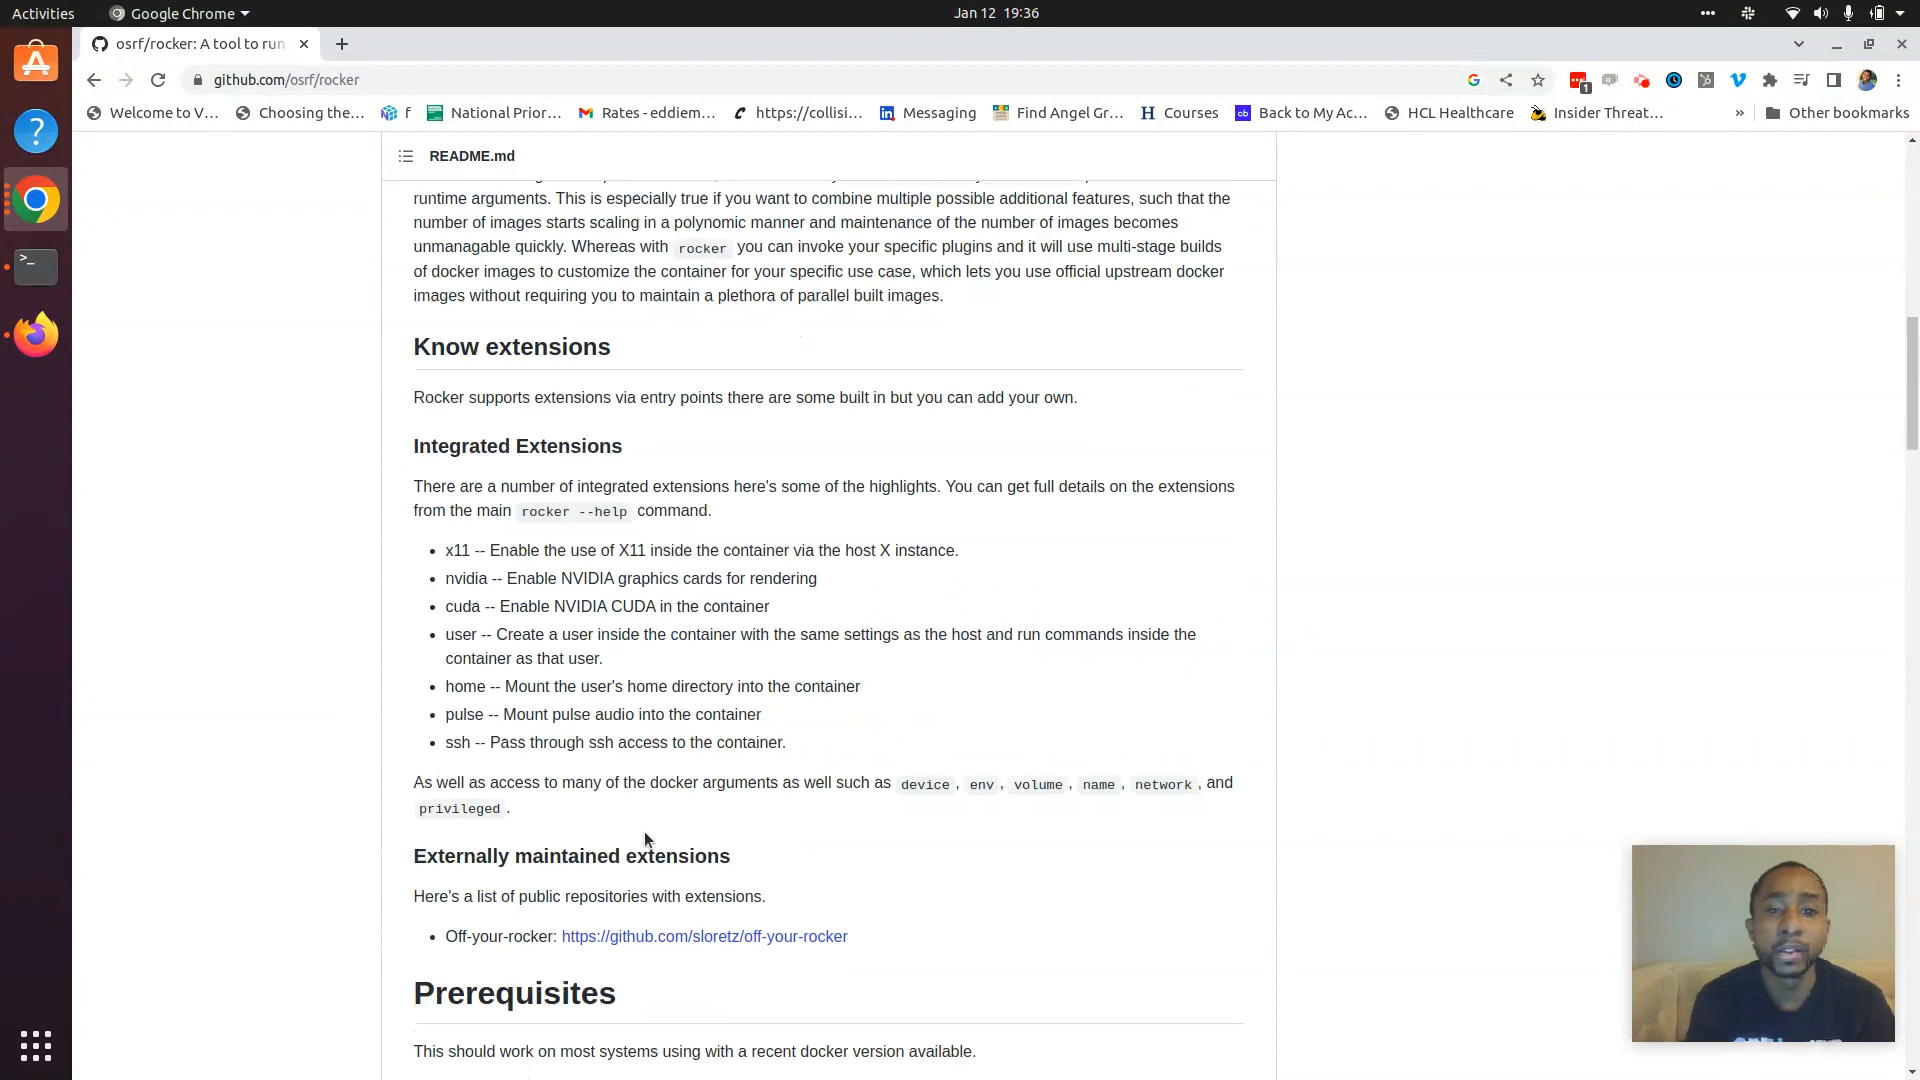 Activities
Google Chrome
Jan 12 19:36
osrf/rocker: A tool to run
github.com/osrf/rocker
1
Welcome to V...
Choosing the...
f
National Prior...
Rates - eddiem...
https://collisi...
Messaging
Find Angel Gr...
Courses
Back to My Ac...
HCL Healthcare
Insider Threat...
Other bookmarks
README.md
runtime arguments. This is especially true if you want to combine multiple possible additional features, such that the
number of images starts scaling in a polynomic manner and maintenance of the number of images becomes
unmanagable quickly. Whereas with rocker you can invoke your specific plugins and it will use multi-stage builds
of docker images to customize the container for your specific use case, which lets you use official upstream docker
images without requiring you to maintain a plethora of parallel built images.
Know extensions
Rocker supports extensions via entry points there are some built in but you can add your own.
Integrated Extensions
There are a number of integrated extensions here's some of the highlights. You can get full details on the extensions
from the main rocker --help command.
• x11 -- Enable the use of X11 inside the container via the host X instance.
• nvidia -- Enable NVIDIA graphics cards for rendering
• cuda -- Enable NVIDIA CUDA in the container
• user -- Create a user inside the container with the same settings as the host and run commands inside the
container as that user.
• home -- Mount the user's home directory into the container
• pulse -- Mount pulse audio into the container
• ssh -- Pass through ssh access to the container.
As well as access to many of the docker arguments as well such as device, env, volume, name, network, and
privileged.
Externally maintained extensions
Here's a list of public repositories with extensions.
• Off-your-rocker: https://github.com/sloretz/off-your-rocker
Prerequisites
This should work on most systems using with a recent docker version available.